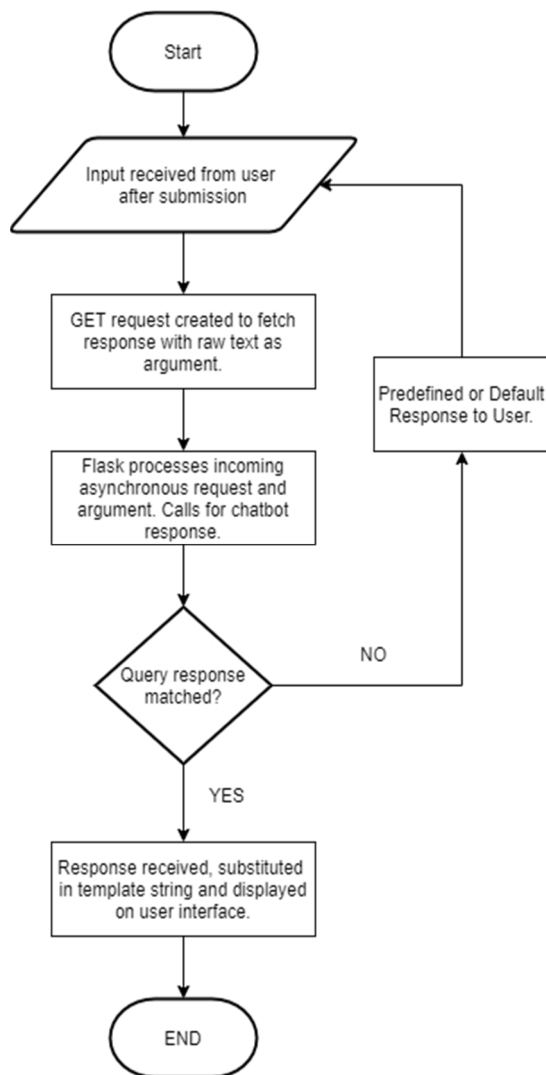 Start
Input received from user
after submission
GET request created to fetch
response with raw text as
argument.
Predefined or Default
Response to User.
Flask processes incoming
asynchronous request and
argument. Calls for chatbot
response.
NO
Query response
matched?
YES
Response received, substituted
in template string and displayed
on user interface.
END